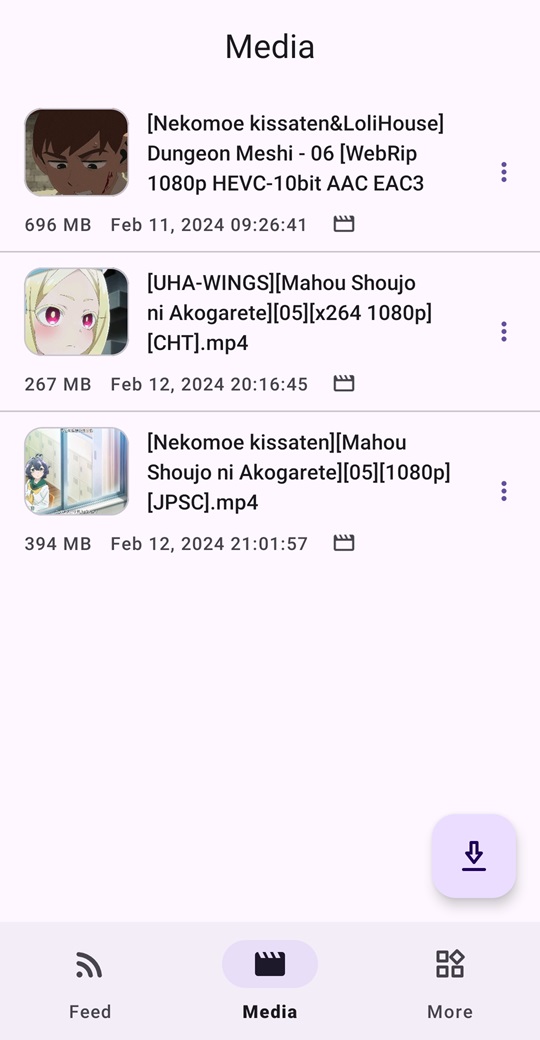 Media
[Nekomoe kissaten&LoliHouse]
Dungeon Meshi - 06 [WebRip
1080p HEVC-10bit AAC EAC3
696 MB Feb 11, 2024 09:26:41
[UHA-WINGS][Mahou Shoujo
ni Akogarete][05][x264 1080p]
[CHT].mp4
267 MB Feb 12, 2024 20:16:45
[Nekomoe kissaten][Mahou
Shoujo ni Akogarete][05][1080p]
[JPSC].mp4
394 MB Feb 12, 2024 21:01:57
Feed
Media
More